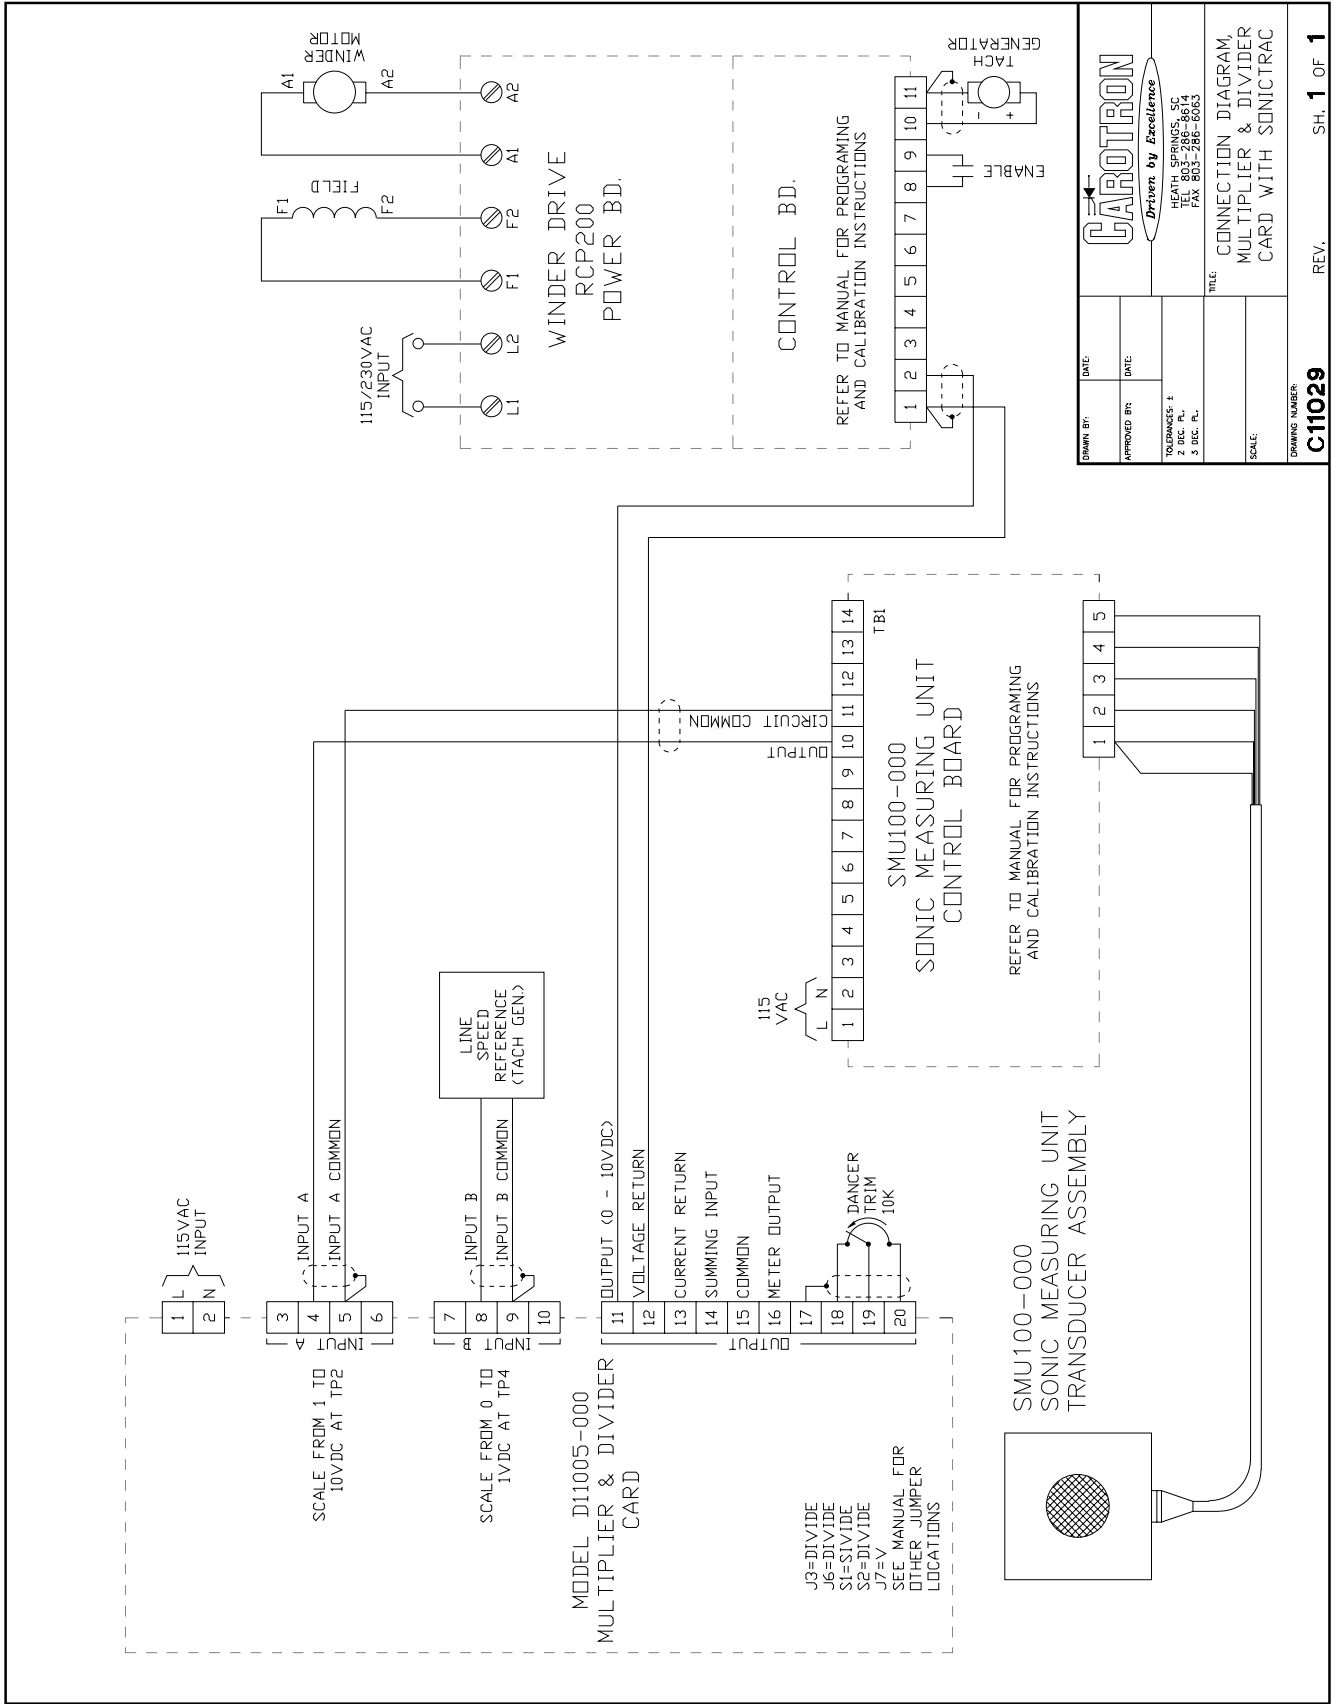 115VAC
INPUT
L
N
1
2
3
4
5
6
INPUT A
INPUT A
INPUT A COMMON
SCALE FROM 1 TO
10VDC AT TP2
7
8
9
10
INPUT B
INPUT B
INPUT B COMMON
SCALE FROM 0 TO
1VDC AT TP4
LINE
SPEED
REFERENCE
(TACH GEN.)
MODEL D11005-000
MULTIPLIER & DIVIDER
CARD
11
12
13
14
15
16
17
18
19
20
OUTPUT
OUTPUT (0 - 10VDC)
VOLTAGE RETURN
CURRENT RETURN
SUMMING INPUT
COMMON
METER OUTPUT
DANCER
TRIM
10K
J3=DIVIDE
J6=DIVIDE
S1=SIVIDE
S2=DIVIDE
J7=V
SEE MANUAL FOR
OTHER JUMPER
LOCATIONS
SMU100-000
SONIC MEASURING UNIT
TRANSDUCER ASSEMBLY
115
VAC
L
N
1
2
3
4
5
6
7
8
9
10
11
12
13
14
TB1
OUTPUT
CIRCUIT COMMON
SMU100-000
SONIC MEASURING UNIT
CONTROL BOARD
REFER TO MANUAL FOR PROGRAMING
AND CALIBRATION INSTRUCTIONS
1
2
3
4
5
115/230VAC
INPUT
L1
L2
F1
F2
A1
A2
F1
F2
FIELD
A1
A2
WINDER
MOTOR
WINDER DRIVE
RCP200
POWER BD.
CONTROL BD.
REFER TO MANUAL FOR PROGRAMING
AND CALIBRATION INSTRUCTIONS
1
2
3
4
5
6
7
8
9
10
11
ENABLE
-
+
TACH
GENERATOR
DRAWN BY:
DATE:
APPROVED BY:
DATE:
TOLERANCES: ±
2 DEC. PL.
3 DEC. PL.
SCALE:
CAROTRON
Driven by Excellence
HEATH SPRINGS, SC
TEL 803-286-8614
FAX 803-286-6063
TITLE:
CONNECTION DIAGRAM,
MULTIPLIER & DIVIDER
CARD WITH SONICTRAC
DRAWING NUMBER:
C11029
REV.
SH. 1 OF 1